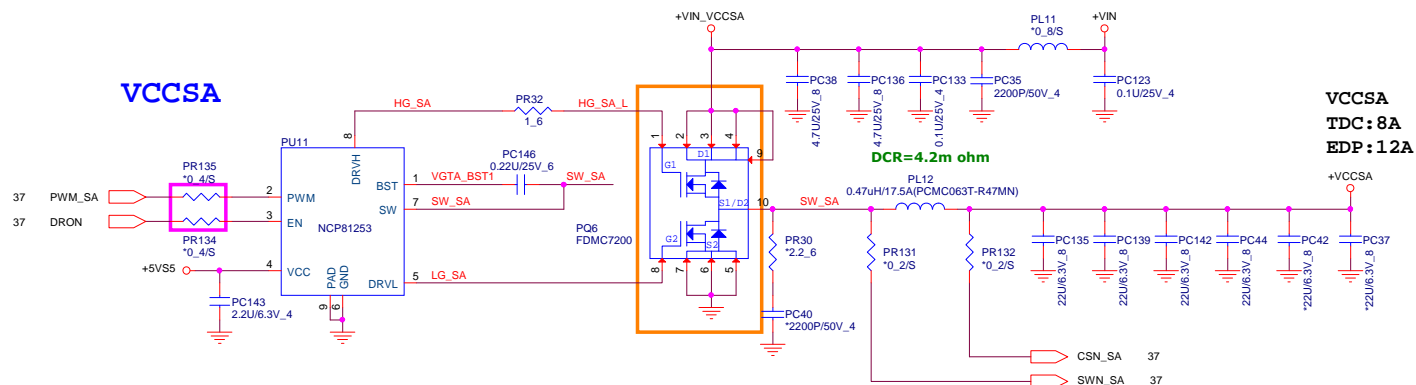 +VIN_VCCSA
+VIN
PL11
*0_8/S
PC38
4.7U/25V_8
PC136
4.7U/25V_8
PC133
0.1U/25V_4
PC35
2200P/50V_4
PC123
0.1U/25V_4
VCCSA
VCCSA
TDC:8A
EDP:12A
HG_SA
PR32
1_6
HG_SA_L
8
PU11
DRVH
PC146
0.22U/25V_6
BST
1
VGTA_BST1
SW_SA
SW
7
SW_SA
PR135
*0_4/S
37
PWM_SA
2
PWM
37
DRON
3
EN
NCP81253
PR134
*0_4/S
+5VS5
4
VCC
PAD
GND
DRVL
5
LG_SA
9
6
PC143
2.2U/6.3V_4
1
2
3
4
9
D1
G1
S1/D2
10
G2
S2
8
7
6
5
PQ6
FDMC7200
DCR=4.2m ohm
PL12
0.47uH/17.5A(PCMC063T-R47MN)
SW_SA
+VCCSA
PR30
*2.2_6
PC40
*2200P/50V_4
PR131
*0_2/S
PR132
*0_2/S
PC135
22U/6.3V_8
PC139
22U/6.3V_8
PC142
22U/6.3V_8
PC44
22U/6.3V_8
PC42
*22U/6.3V_8
PC37
*22U/6.3V_8
CSN_SA
37
SWN_SA
37